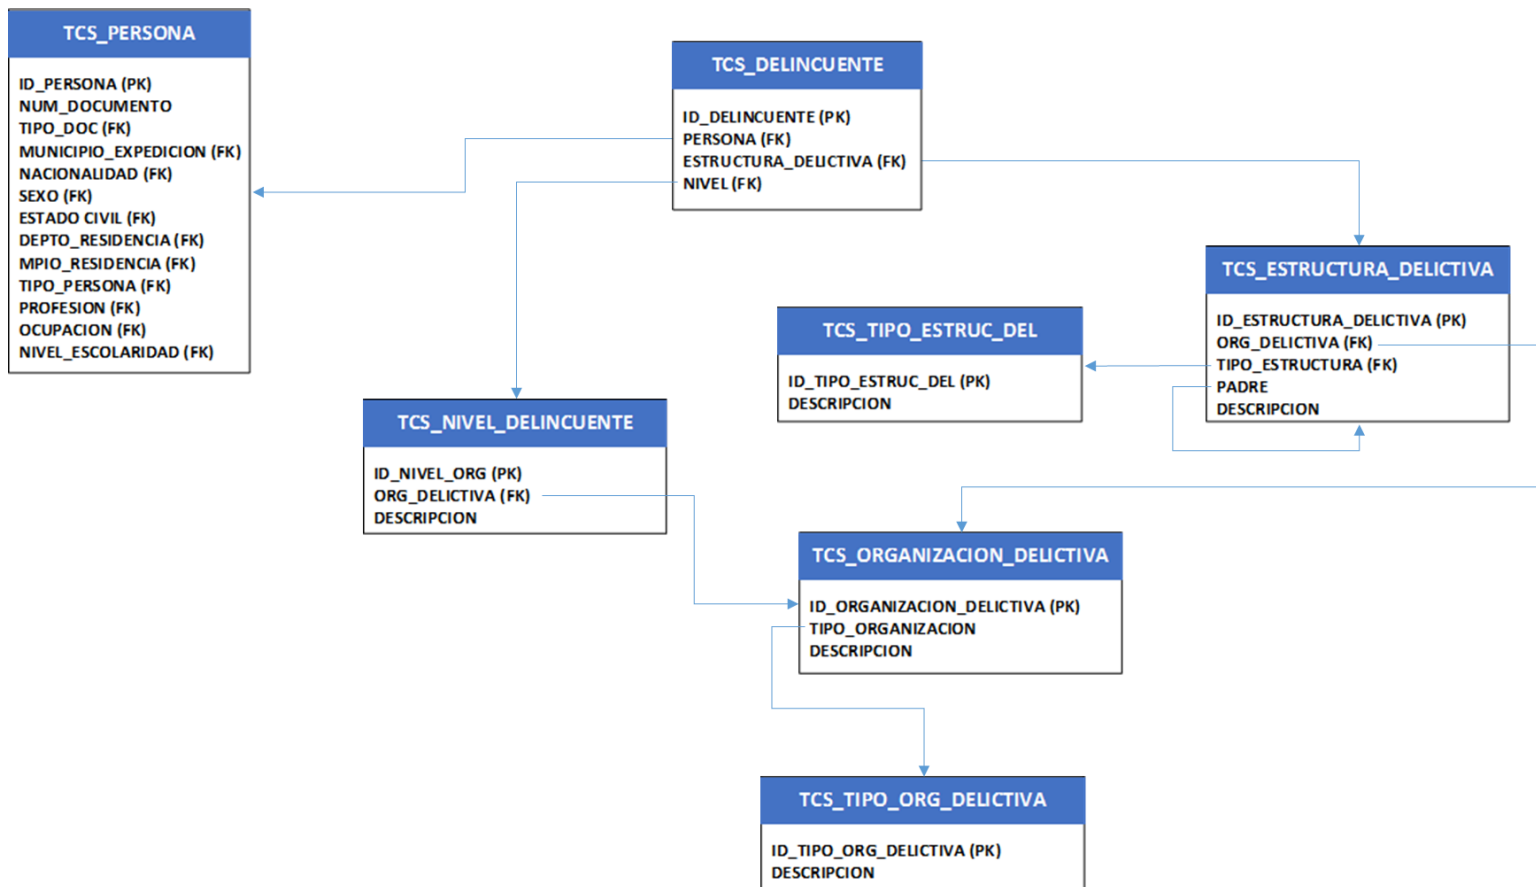 TCS_PERSONA
ID_PERSONA (PK)
NUM_DOCUMENTO
TIPO_DOC (FK)
MUNICIPIO_EXPEDICION (FK)
NACIONALIDAD (FK)
SEXO (FK)
ESTADO CIVIL (FK)
DEPTO_RESIDENCIA (FK)
MPIO_RESIDENCIA (FK)
TIPO_PERSONA (FK)
PROFESION (FK)
OCUPACION (FK)
NIVEL_ESCOLARIDAD (FK)
TCS_DELINCUENTE
ID_DELINCUENTE (PK)
PERSONA (FK)
ESTRUCTURA_DELICTIVA (FK)
NIVEL (FK)
TCS_ESTRUCTURA_DELICTIVA
ID_ESTRUCTURA_DELICTIVA (PK)
ORG_DELICTIVA (FK)
TIPO_ESTRUCTURA (FK)
PADRE
DESCRIPCION
TCS_TIPO_ESTRUC_DEL
ID_TIPO_ESTRUC_DEL (PK)
DESCRIPCION
TCS_NIVEL_DELINCUENTE
ID_NIVEL_ORG (PK)
ORG_DELICTIVA (FK)
DESCRIPCION
TCS_ORGANIZACION_DELICTIVA
ID_ORGANIZACION_DELICTIVA (PK)
TIPO_ORGANIZACION
DESCRIPCION
TCS_TIPO_ORG_DELICTIVA
ID_TIPO_ORG_DELICTIVA (PK)
DESCRIPCION